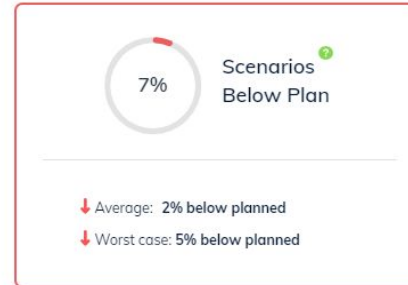 7%
Scenarios ?
Below Plan
Average: 2% below planned
Worst case: 5% below planned